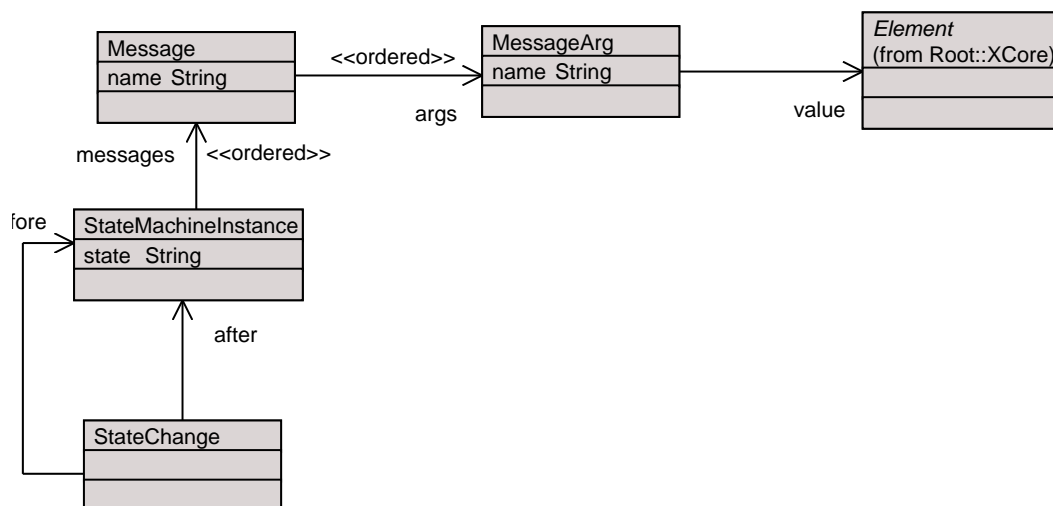 Element
Message
MessageArg
(from Root::XCore)
<<ordered>>
name String
name String
args
value
messages
<<ordered>>
fore
StateMachineInstance
state String
after
StateChange